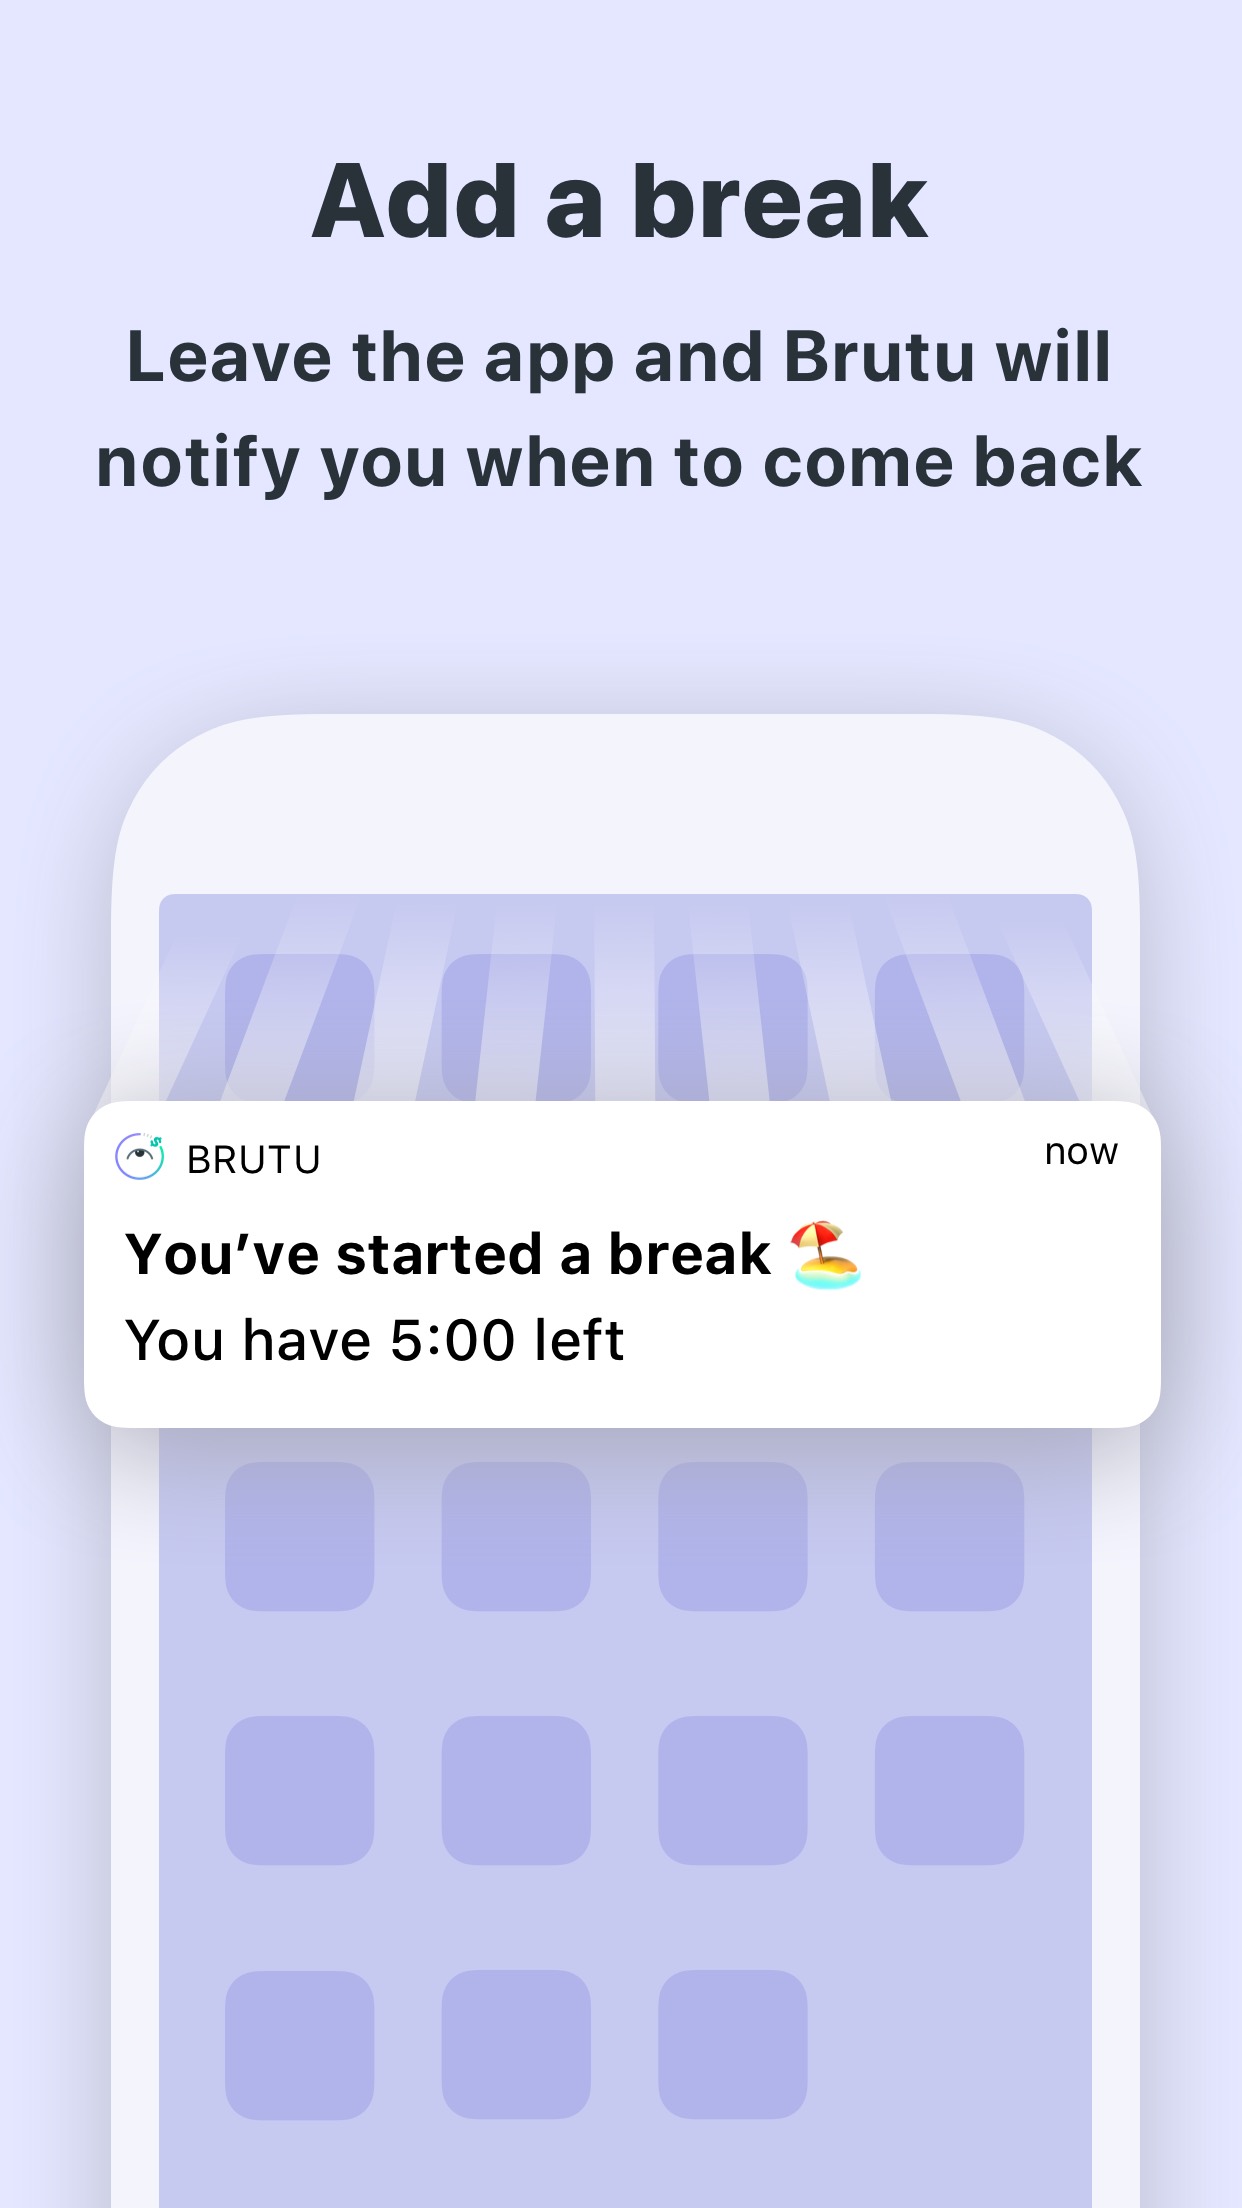 Add a break
Leave the app and Brutu will
notify you when to come back
BRUTU
now
You’ve started a break 🏖️
You have 5:00 left